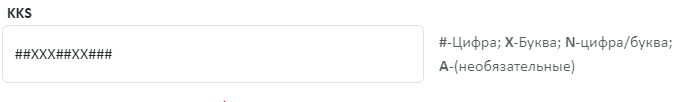 KKS
##XXX##XX###
#-Цифра; X-Буква; N-цифра/буква;
A-(необязательные)